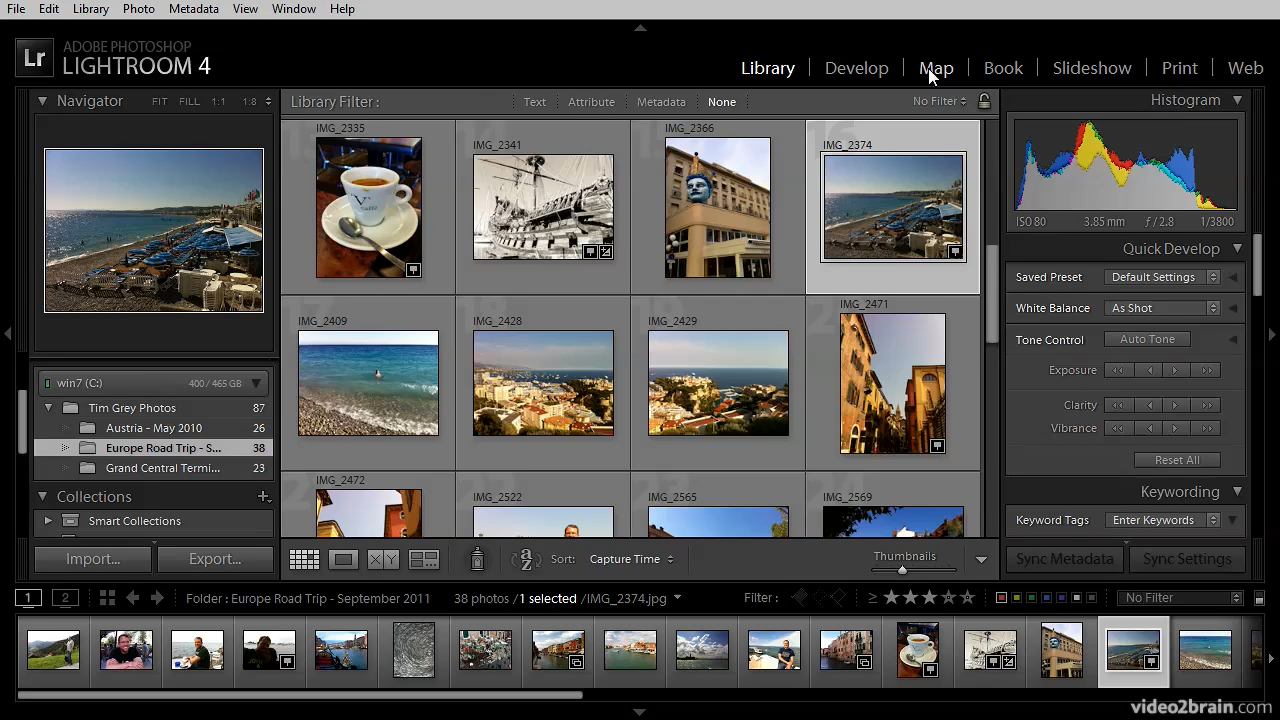 File Edit Library Photo Metadata View Window Help
Lr ADOBE PHOTOSHOP
LIGHTROOM 4
Library | Develop | Map | Book | Slideshow | Print | Web
Navigator FIT FILL 1:1 1:8
Library Filter : Text Attribute Metadata None No Filter
Histogram
IMG_2335
IMG_2341
IMG_2366
IMG_2374
ISO 80 3.85 mm ƒ / 2.8 1/3800
Quick Develop
Saved Preset Default Settings
White Balance As Shot
Tone Control Auto Tone
Exposure
Clarity
Vibrance
Reset All
Keywording
Keyword Tags Enter Keywords
Sync Metadata Sync Settings
IMG_2409
IMG_2428
IMG_2429
IMG_2471
IMG_2472
IMG_2522
IMG_2565
IMG_2569
win7 (C:) 400 / 465 GB
Tim Grey Photos 87
Austria - May 2010 26
Europe Road Trip - S... 38
Grand Central Termi... 23
Collections
Smart Collections
Import... Export...
XY
Sort: Capture Time
Thumbnails
1 2 Folder : Europe Road Trip - September 2011 38 photos / 1 selected / IMG_2374.jpg Filter : ≥ No Filter
video2brain.com